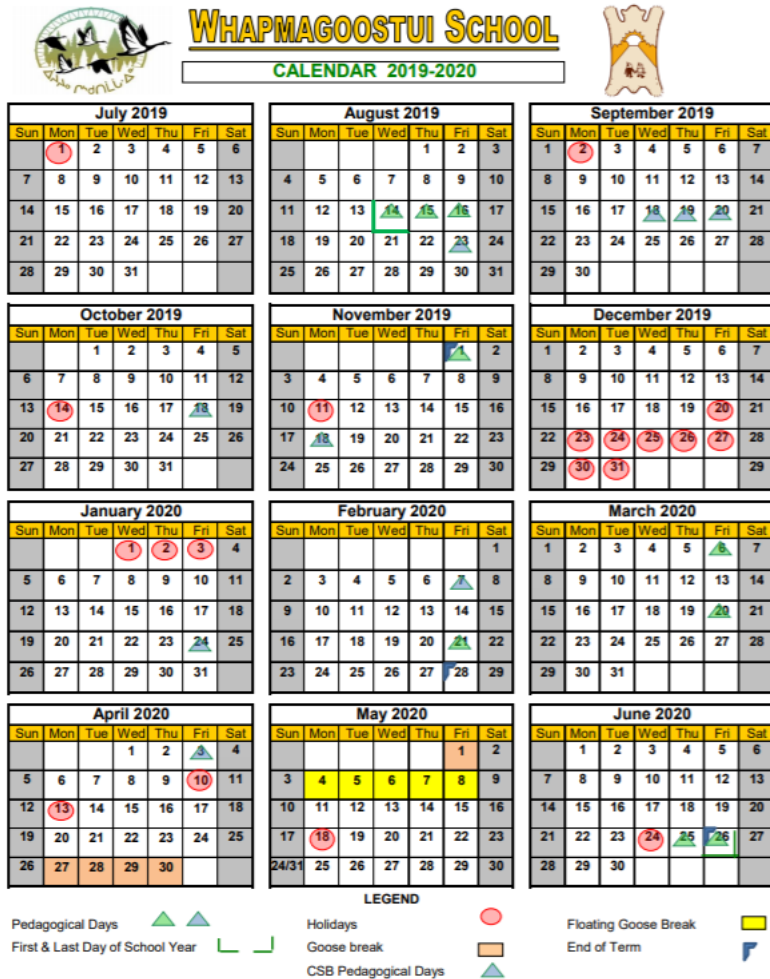 WHAPMAGOOSTUI SCHOOL
CALENDAR 2019-2020
July 2019
Sun Mon Tue Wed Thu Fri Sat
1 2 3 4 5 6
7 8 9 10 11 12 13
14 15 16 17 18 19 20
21 22 23 24 25 26 27
28 29 30 31
August 2019
Sun Mon Tue Wed Thu Fri Sat
1 2 3
4 5 6 7 8 9 10
11 12 13 14 15 16 17
18 19 20 21 22 23 24
25 26 27 28 29 30 31
September 2019
Sun Mon Tue Wed Thu Fri Sat
1 2 3 4 5 6 7
8 9 10 11 12 13 14
15 16 17 18 19 20 21
22 23 24 25 26 27 28
29 30
October 2019
Sun Mon Tue Wed Thu Fri Sat
1 2 3 4 5
6 7 8 9 10 11 12
13 14 15 16 17 18 19
20 21 22 23 24 25 26
27 28 29 30 31
November 2019
Sun Mon Tue Wed Thu Fri Sat
1 2
3 4 5 6 7 8 9
10 11 12 13 14 15 16
17 18 19 20 21 22 23
24 25 26 27 28 29 30
December 2019
Sun Mon Tue Wed Thu Fri Sat
1 2 3 4 5 6 7
8 9 10 11 12 13 14
15 16 17 18 19 20 21
22 23 24 25 26 27 28
29 30 31
January 2020
Sun Mon Tue Wed Thu Fri Sat
1 2 3 4
5 6 7 8 9 10 11
12 13 14 15 16 17 18
19 20 21 22 23 24 25
26 27 28 29 30 31
February 2020
Sun Mon Tue Wed Thu Fri Sat
1
2 3 4 5 6 7 8
9 10 11 12 13 14 15
16 17 18 19 20 21 22
23 24 25 26 27 28 29
March 2020
Sun Mon Tue Wed Thu Fri Sat
1 2 3 4 5 6 7
8 9 10 11 12 13 14
15 16 17 18 19 20 21
22 23 24 25 26 27 28
29 30 31
April 2020
Sun Mon Tue Wed Thu Fri Sat
1 2 3 4
5 6 7 8 9 10 11
12 13 14 15 16 17 18
19 20 21 22 23 24 25
26 27 28 29 30
May 2020
Sun Mon Tue Wed Thu Fri Sat
1 2
3 4 5 6 7 8 9
10 11 12 13 14 15 16
17 18 19 20 21 22 23
24/31 25 26 27 28 29 30
June 2020
Sun Mon Tue Wed Thu Fri Sat
1 2 3 4 5 6
7 8 9 10 11 12 13
14 15 16 17 18 19 20
21 22 23 24 25 26 27
28 29 30
LEGEND
Pedagogical Days
First & Last Day of School Year
Holidays
Goose break
CSB Pedagogical Days
Floating Goose Break
End of Term